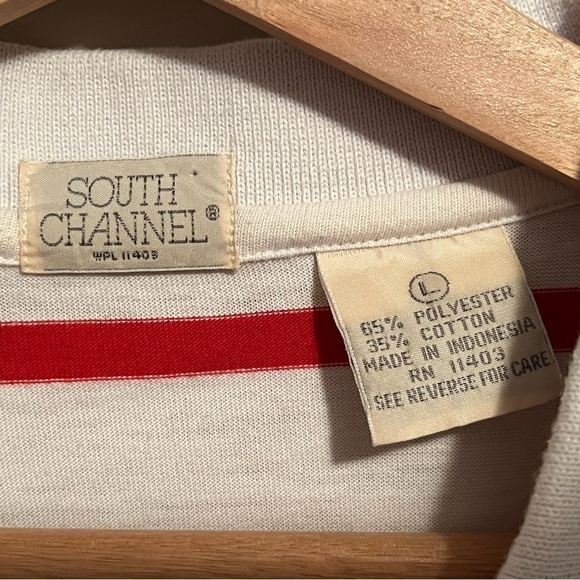 SOUTH
CHANNEL®
WPL 11403
L
65% POLYESTER
35% COTTON
MADE IN INDONESIA
RN 11403
SEE REVERSE FOR CARE